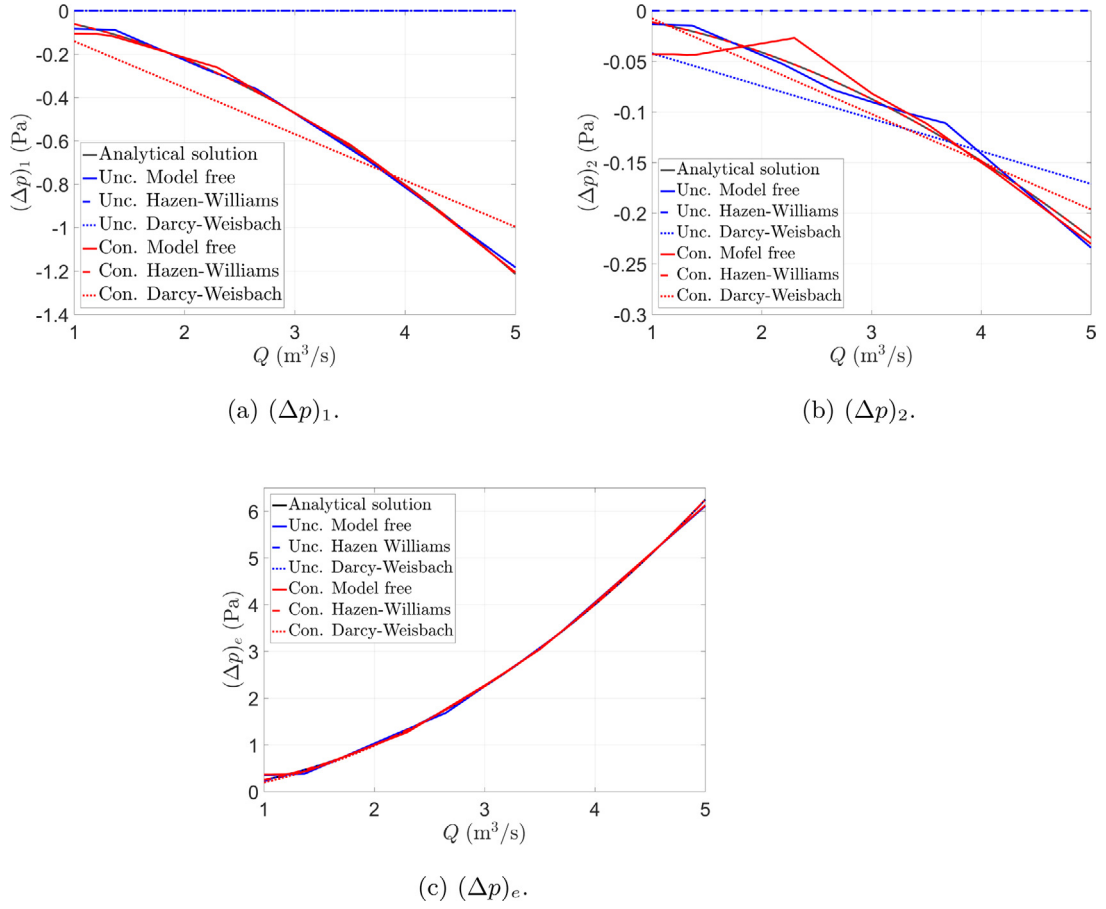 0
-0.2
-0.4
-0.6
-0.8
-1
-1.2
-1.4
1
2
3
4
5
(Δp)₁ (Pa)
Q (m³/s)
Analytical solution
Unc. Model free
Unc. Hazen-Williams
Unc. Darcy-Weisbach
Con. Model free
Con. Hazen-Williams
Con. Darcy-Weisbach
(a) (Δp)₁.
0
-0.05
-0.1
-0.15
-0.2
-0.25
-0.3
1
2
3
4
5
(Δp)₂ (Pa)
Q (m³/s)
Analytical solution
Unc. Model free
Unc. Hazen-Williams
Unc. Darcy-Weisbach
Con. Mofel free
Con. Hazen-Williams
Con. Darcy-Weisbach
(b) (Δp)₂.
6
5
4
3
2
1
0
1
2
3
4
5
(Δp)ₑ (Pa)
Q (m³/s)
Analytical solution
Unc. Model free
Unc. Hazen Williams
Unc. Darcy-Weisbach
Con. Model free
Con. Hazen-Williams
Con. Darcy-Weisbach
(c) (Δp)ₑ.